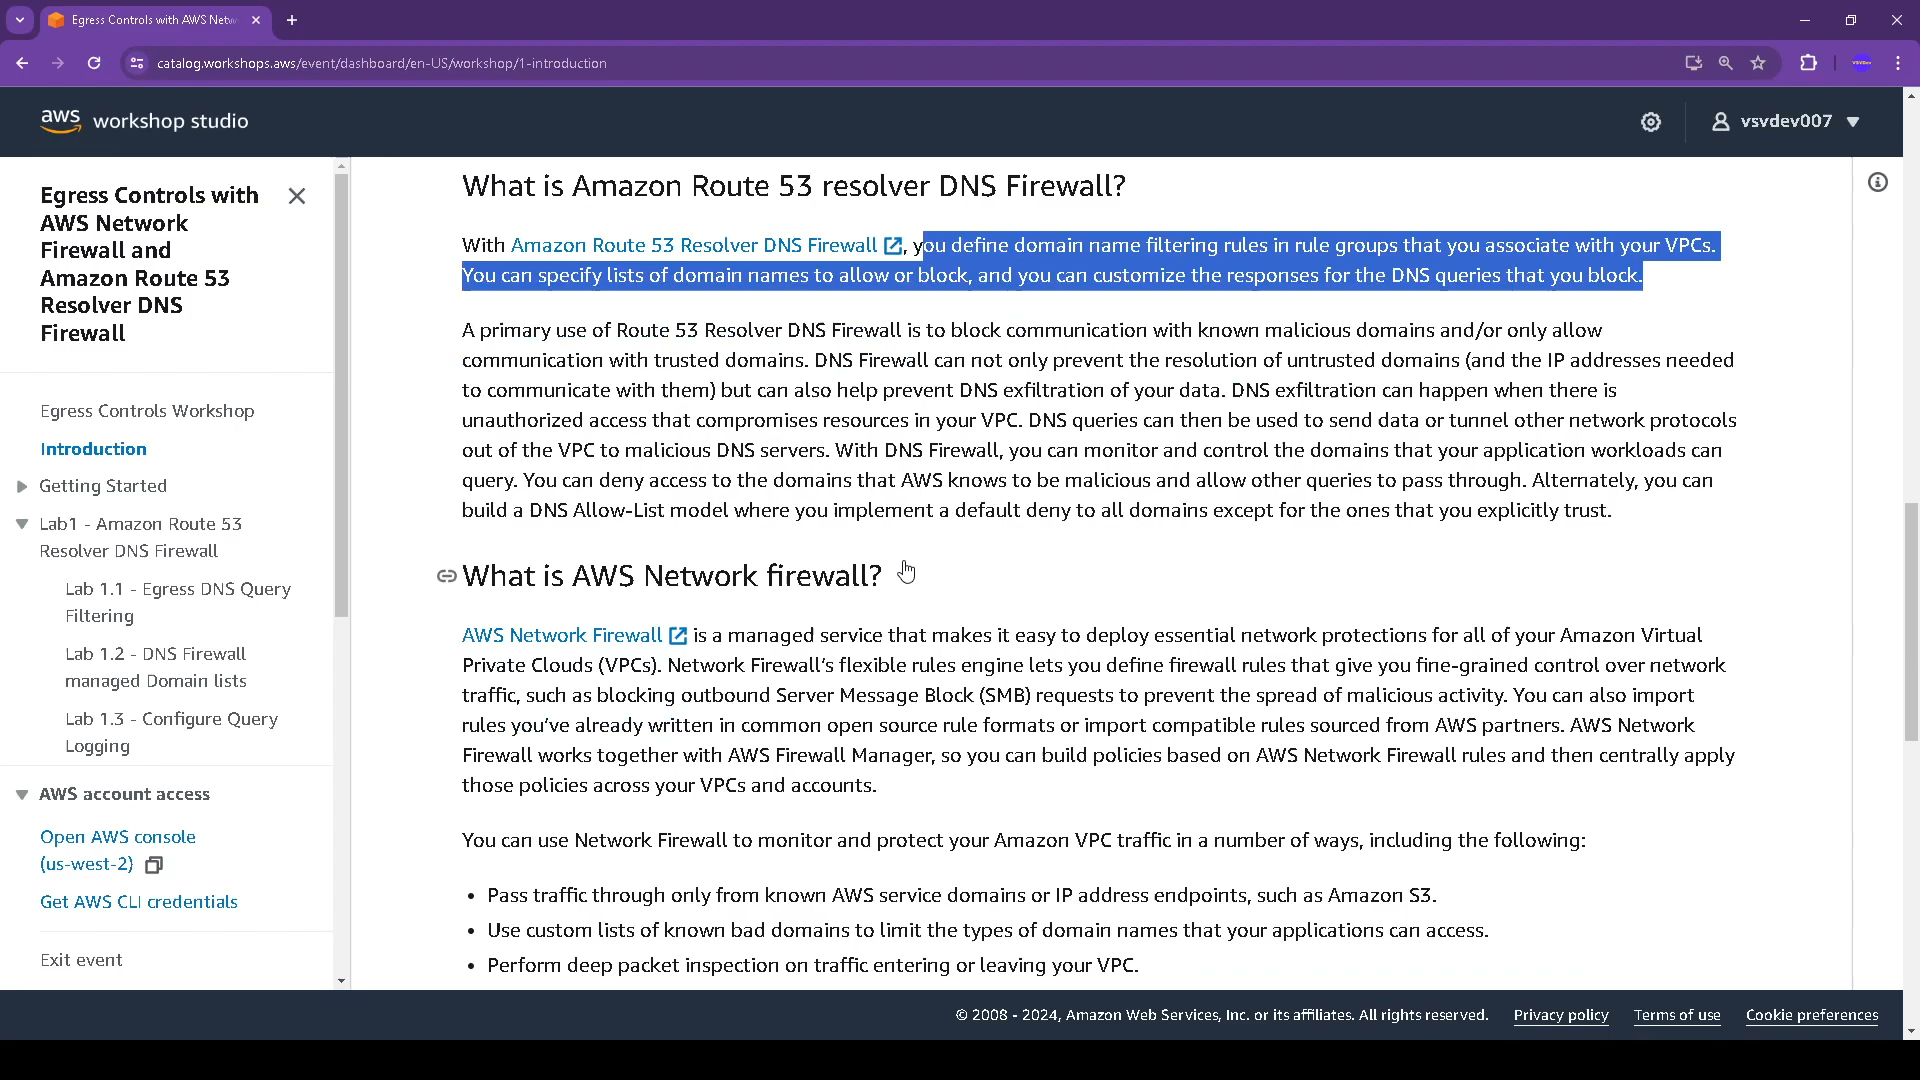 Egress Controls with AWS Netw
catalog.workshops.aws/event/dashboard/en-US/workshop/1-introduction
aws workshop studio
vsvdev007
Egress Controls with
AWS Network
Firewall and
Amazon Route 53
Resolver DNS
Firewall
Egress Controls Workshop
Introduction
Getting Started
Lab1 - Amazon Route 53
Resolver DNS Firewall
Lab 1.1 - Egress DNS Query
Filtering
Lab 1.2 - DNS Firewall
managed Domain lists
Lab 1.3 - Configure Query
Logging
AWS account access
Open AWS console
(us-west-2)
Get AWS CLI credentials
Exit event
What is Amazon Route 53 resolver DNS Firewall?
With Amazon Route 53 Resolver DNS Firewall, you define domain name filtering rules in rule groups that you associate with your VPCs.
You can specify lists of domain names to allow or block, and you can customize the responses for the DNS queries that you block.
A primary use of Route 53 Resolver DNS Firewall is to block communication with known malicious domains and/or only allow
communication with trusted domains. DNS Firewall can not only prevent the resolution of untrusted domains (and the IP addresses needed
to communicate with them) but can also help prevent DNS exfiltration of your data. DNS exfiltration can happen when there is
unauthorized access that compromises resources in your VPC. DNS queries can then be used to send data or tunnel other network protocols
out of the VPC to malicious DNS servers. With DNS Firewall, you can monitor and control the domains that your application workloads can
query. You can deny access to the domains that AWS knows to be malicious and allow other queries to pass through. Alternately, you can
build a DNS Allow-List model where you implement a default deny to all domains except for the ones that you explicitly trust.
What is AWS Network firewall?
AWS Network Firewall is a managed service that makes it easy to deploy essential network protections for all of your Amazon Virtual
Private Clouds (VPCs). Network Firewall’s flexible rules engine lets you define firewall rules that give you fine-grained control over network
traffic, such as blocking outbound Server Message Block (SMB) requests to prevent the spread of malicious activity. You can also import
rules you’ve already written in common open source rule formats or import compatible rules sourced from AWS partners. AWS Network
Firewall works together with AWS Firewall Manager, so you can build policies based on AWS Network Firewall rules and then centrally apply
those policies across your VPCs and accounts.
You can use Network Firewall to monitor and protect your Amazon VPC traffic in a number of ways, including the following:
• Pass traffic through only from known AWS service domains or IP address endpoints, such as Amazon S3.
• Use custom lists of known bad domains to limit the types of domain names that your applications can access.
• Perform deep packet inspection on traffic entering or leaving your VPC.
© 2008 - 2024, Amazon Web Services, Inc. or its affiliates. All rights reserved. Privacy policy Terms of use Cookie preferences